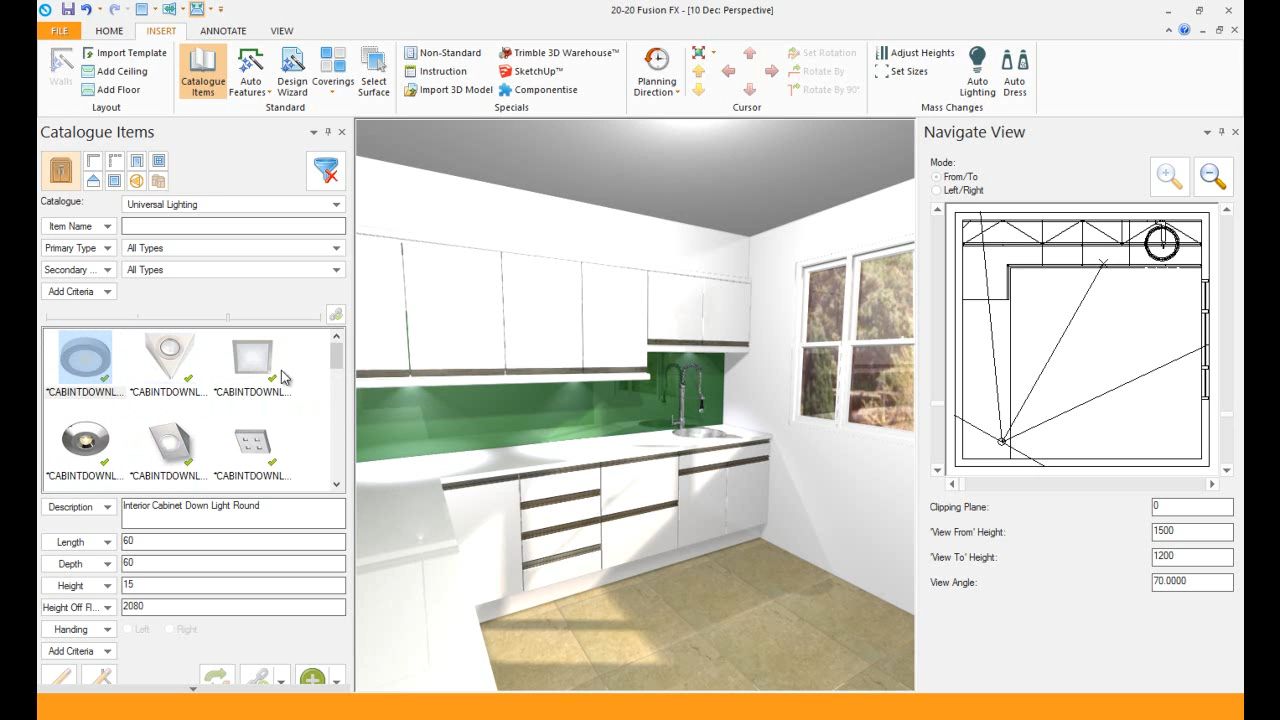 20-20 Fusion FX - [10 Dec: Perspective]
FILE HOME INSERT ANNOTATE VIEW
Walls
Import Template
Add Ceiling
Add Floor
Layout
Catalogue Items
Auto Features
Design Wizard
Coverings
Select Surface
Standard
Non-Standard
Instruction
Import 3D Model
Trimble 3D Warehouse™
SketchUp™
Componentise
Specials
Planning Direction
Set Rotation
Rotate By
Rotate By 90°
Cursor
Adjust Heights
Set Sizes
Auto Lighting
Auto Dress
Mass Changes
Catalogue Items
Catalogue: Universal Lighting
Item Name
Primary Type All Types
Secondary ... All Types
Add Criteria
*CABINTDOWNL... *CABINTDOWNL... *CABINTDOWNL...
*CABINTDOWNL... *CABINTDOWNL... *CABINTDOWNL...
Description Interior Cabinet Down Light Round
Length 60
Depth 60
Height 15
Height Off Fl... 2080
Handing Left Right
Add Criteria
Navigate View
Mode:
From/To
Left/Right
Clipping Plane: 0
'View From' Height: 1500
'View To' Height: 1200
View Angle: 70.0000